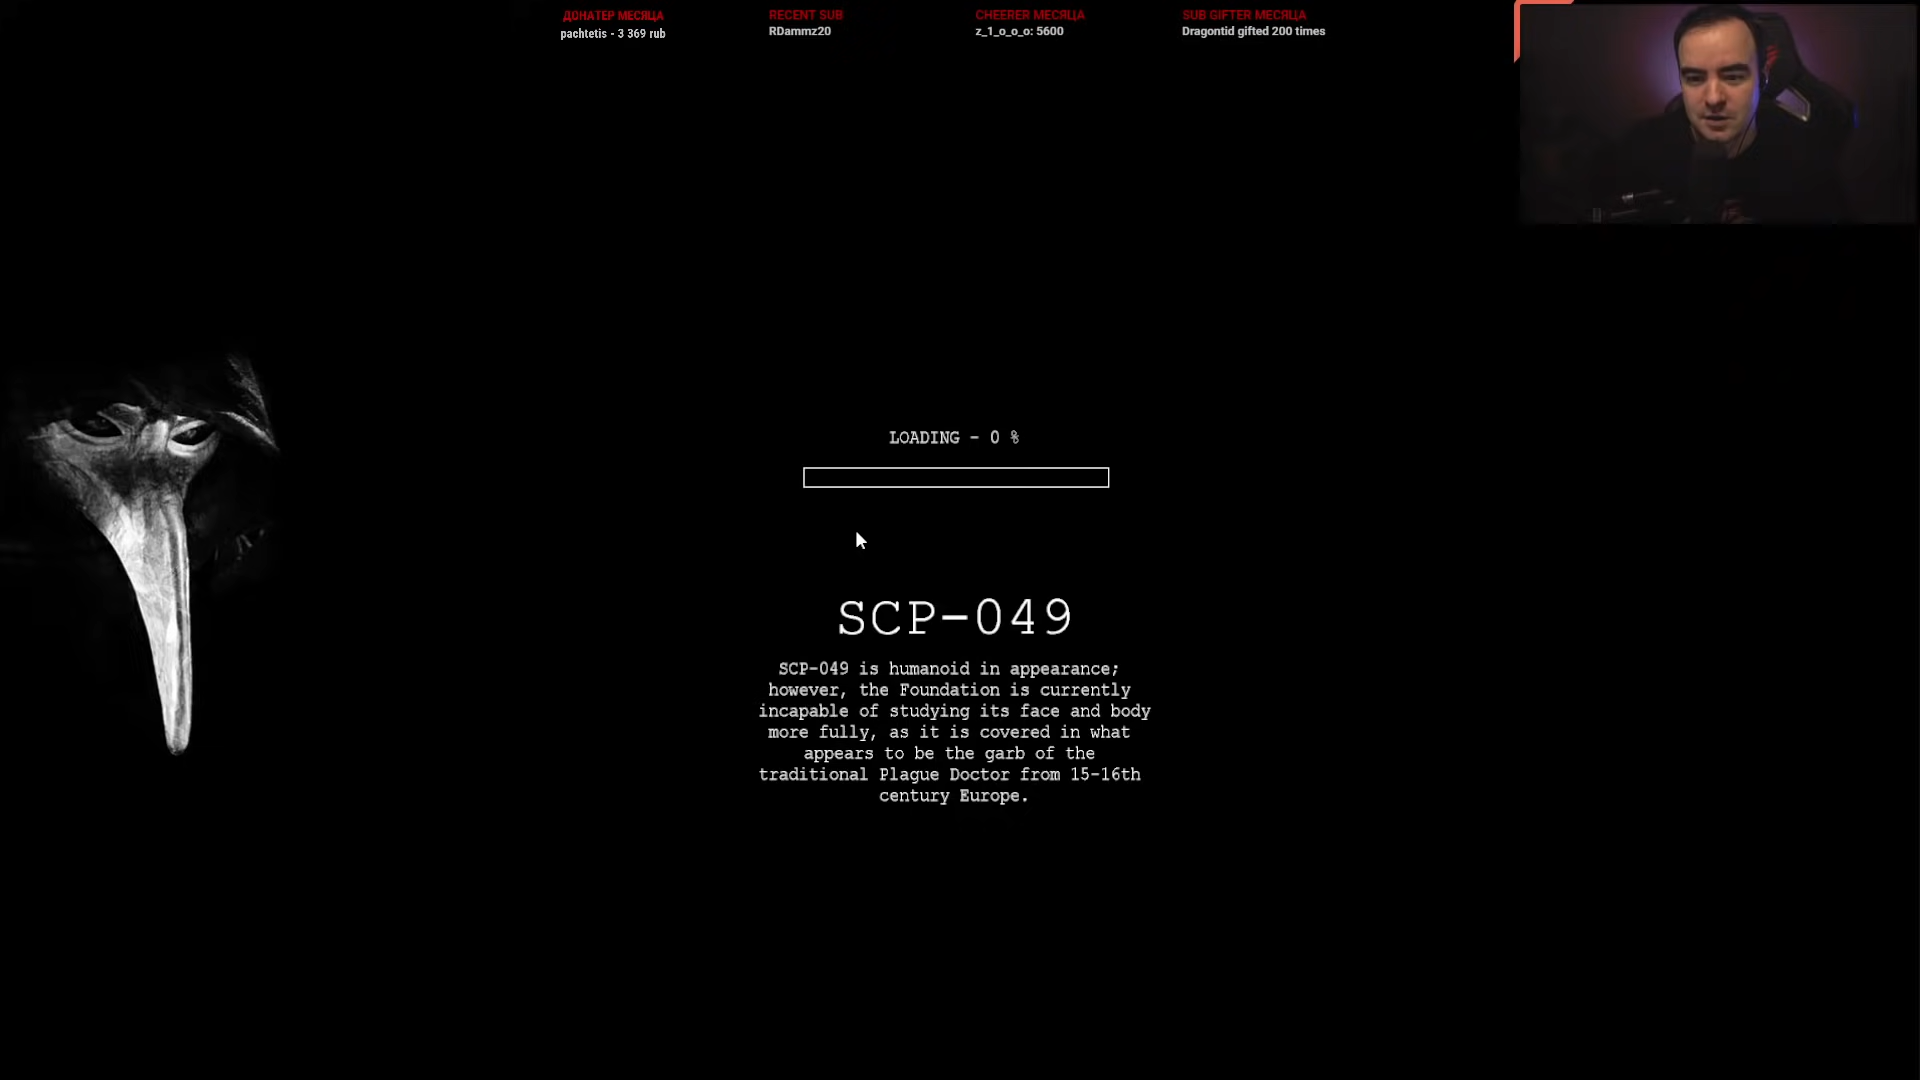 ДОНАТЕР МЕСЯЦА
pachtetis - 3 369 rub
RECENT SUB
RDammz20
CHEERER МЕСЯЦА
z_1_o_o_o: 5600
SUB GIFTER МЕСЯЦА
Dragontid gifted 200 times
LOADING - 0 %
SCP-049
SCP-049 is humanoid in appearance;
however, the Foundation is currently
incapable of studying its face and body
more fully, as it is covered in what
appears to be the garb of the
traditional Plague Doctor from 15-16th
century Europe.